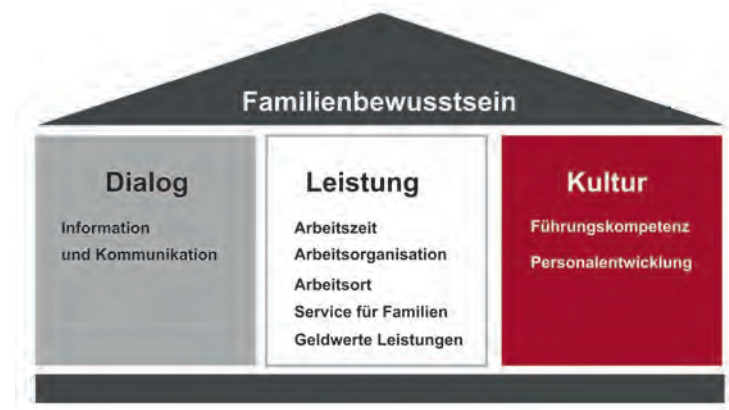 Familienbewusstsein
Dialog
Information
und Kommunikation
Leistung
Arbeitszeit
Arbeitsorganisation
Arbeitsort
Service für Familien
Geldwerte Leistungen
Kultur
Führungskompetenz
Personalentwicklung